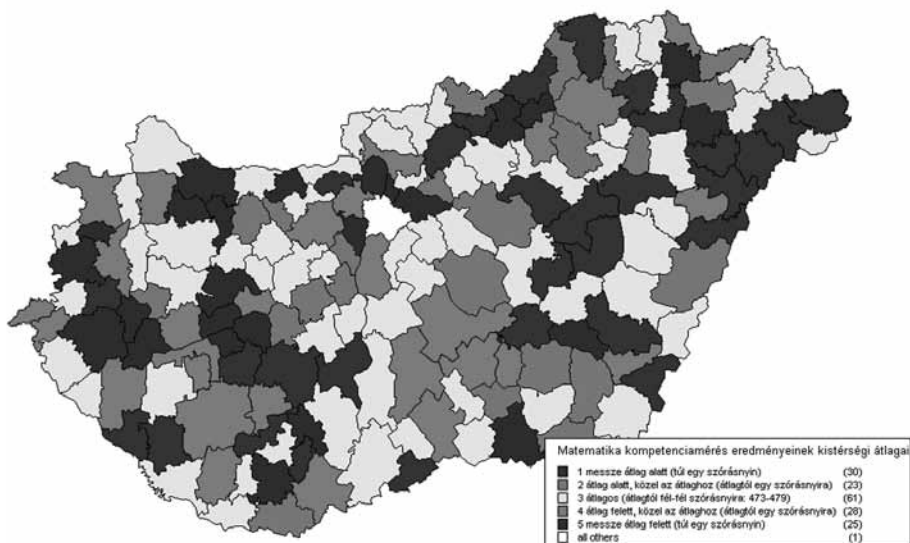 Matematika kompetenciamérés eredményeinek kistérségi átlagai
1 messze átlag alatt (túl egy szórásnyin) (30)
2 átlag alatt, közel az átlaghoz (átlagtól egy szórásnyira) (23)
3 átlagos (átlagtól fél-fél szórásnyira: 473-479) (61)
4 átlag felett, közel az átlaghoz (átlagtól egy szórásnyira) (28)
5 messze átlag felett (túl egy szórásnyin) (25)
all others (1)